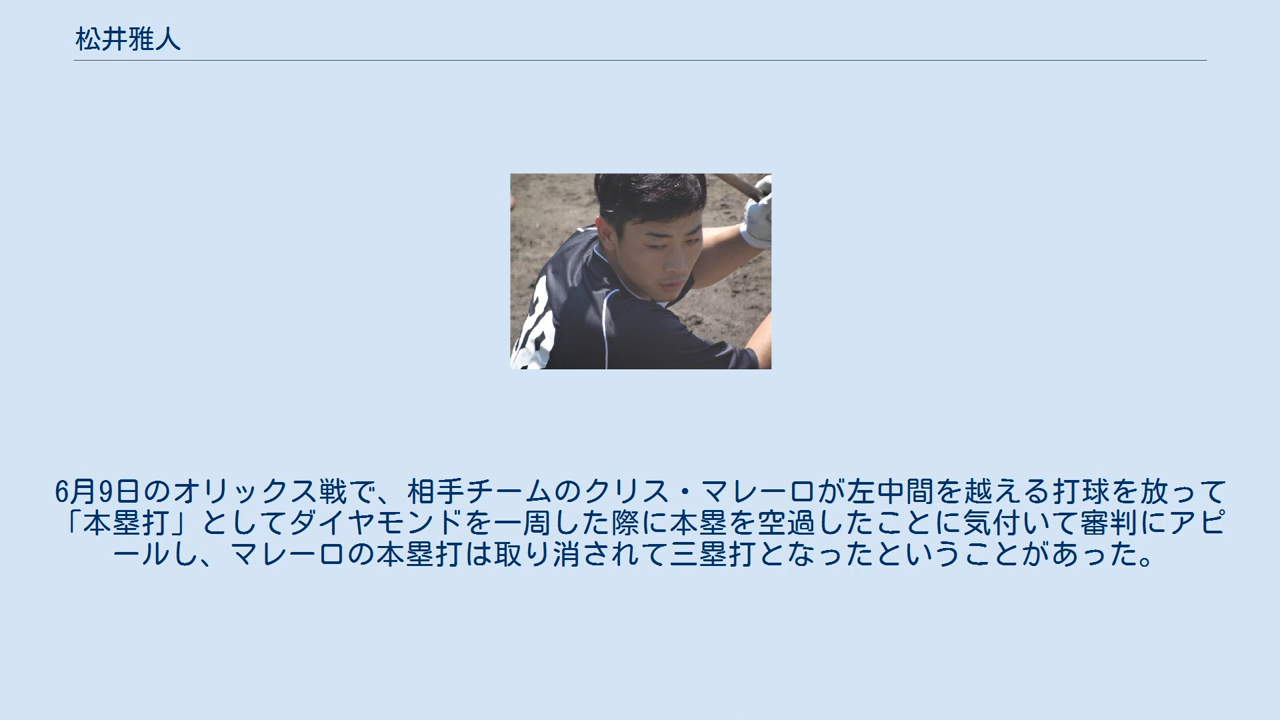 松井雅人
6月9日のオリックス戦で、相手チームのクリス・マレーロが左中間を越える打球を放って
「本塁打」としてダイヤモンドを一周した際に本塁を空過したことに気付いて審判にアピ
ールし、マレーロの本塁打は取り消されて三塁打となったということがあった。